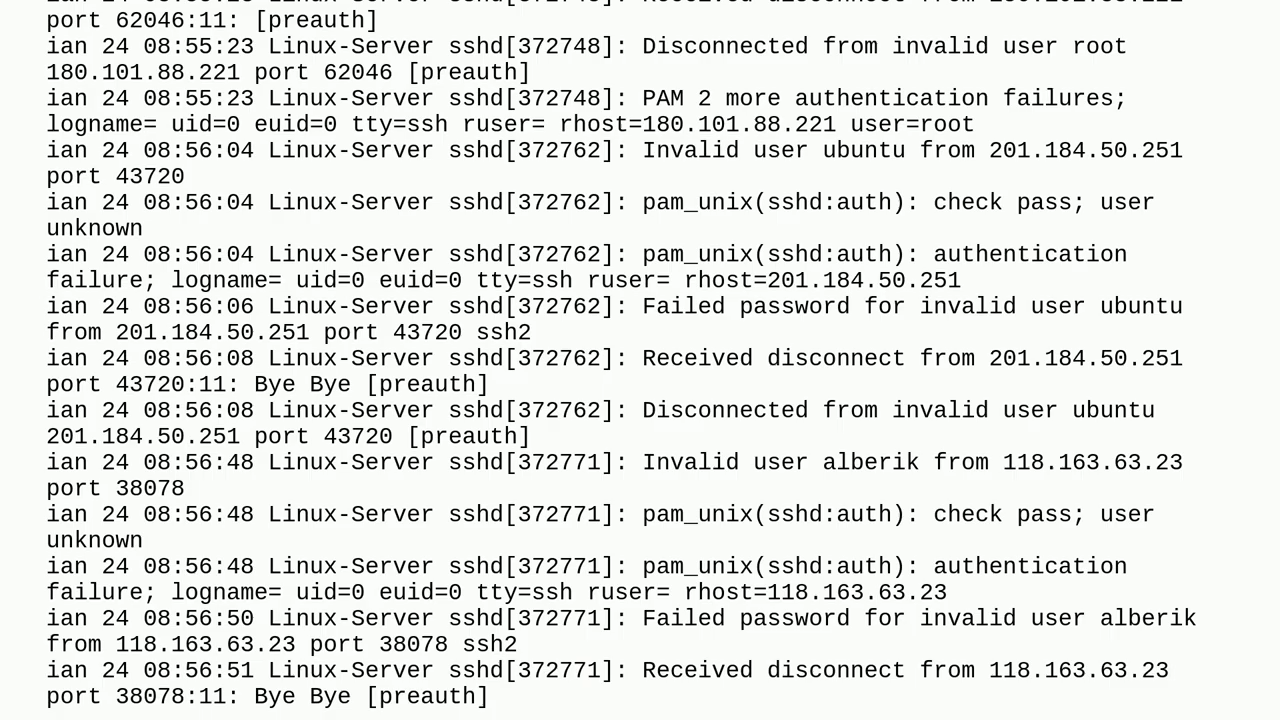 port 62046:11: [preauth]
ian 24 08:55:23 Linux-Server sshd[372748]: Disconnected from invalid user root
180.101.88.221 port 62046 [preauth]
ian 24 08:55:23 Linux-Server sshd[372748]: PAM 2 more authentication failures;
logname= uid=0 euid=0 tty=ssh ruser= rhost=180.101.88.221 user=root
ian 24 08:56:04 Linux-Server sshd[372762]: Invalid user ubuntu from 201.184.50.251
port 43720
ian 24 08:56:04 Linux-Server sshd[372762]: pam_unix(sshd:auth): check pass; user
unknown
ian 24 08:56:04 Linux-Server sshd[372762]: pam_unix(sshd:auth): authentication
failure; logname= uid=0 euid=0 tty=ssh ruser= rhost=201.184.50.251
ian 24 08:56:06 Linux-Server sshd[372762]: Failed password for invalid user ubuntu
from 201.184.50.251 port 43720 ssh2
ian 24 08:56:08 Linux-Server sshd[372762]: Received disconnect from 201.184.50.251
port 43720:11: Bye Bye [preauth]
ian 24 08:56:08 Linux-Server sshd[372762]: Disconnected from invalid user ubuntu
201.184.50.251 port 43720 [preauth]
ian 24 08:56:48 Linux-Server sshd[372771]: Invalid user alberik from 118.163.63.23
port 38078
ian 24 08:56:48 Linux-Server sshd[372771]: pam_unix(sshd:auth): check pass; user
unknown
ian 24 08:56:48 Linux-Server sshd[372771]: pam_unix(sshd:auth): authentication
failure; logname= uid=0 euid=0 tty=ssh ruser= rhost=118.163.63.23
ian 24 08:56:50 Linux-Server sshd[372771]: Failed password for invalid user alberik
from 118.163.63.23 port 38078 ssh2
ian 24 08:56:51 Linux-Server sshd[372771]: Received disconnect from 118.163.63.23
port 38078:11: Bye Bye [preauth]